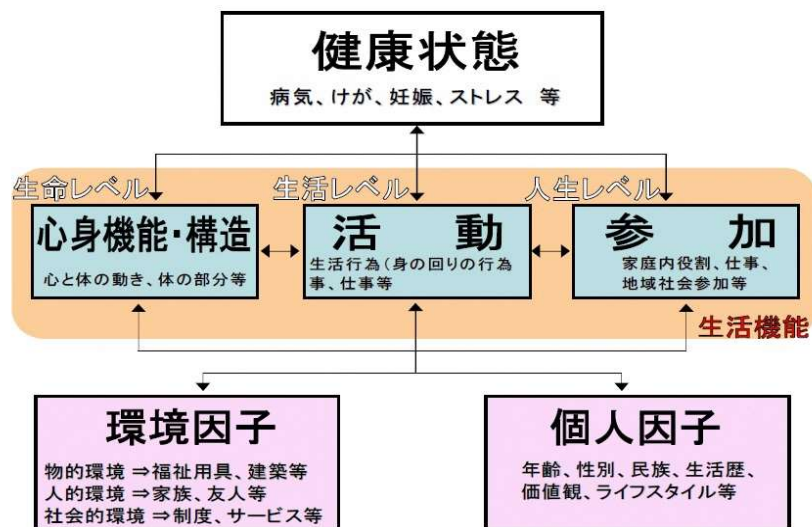 健康状態
病気、けが、妊娠、ストレス 等
生命レベル
生活レベル
人生レベル
心身機能・構造
心と体の動き、体の部分等
活 動
生活行為(身の回りの行為
事、仕事等
参 加
家庭内役割、仕事、
地域社会参加等
生活機能
環境因子
物的環境 ⇒福祉用具、建築等
人的環境 ⇒家族、友人等
社会的環境 ⇒制度、サービス等
個人因子
年齢、性別、民族、生活歴、
価値観、ライフスタイル等